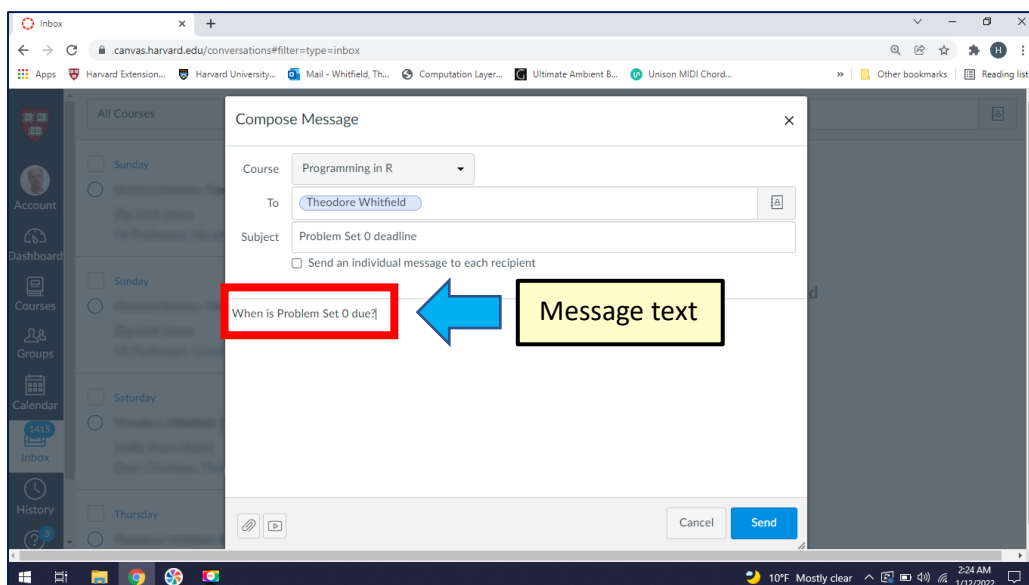 Inbox
canvas.harvard.edu/conversations#filter=type=inbox
H
Apps Harvard Extension... Harvard University... Mail - Whitfield, Th... Computation Layer... Ultimate Ambient B... Unison MIDI Chord... » Other bookmarks Reading list
All Courses
Compose Message
Sunday
Course Programming in R
Account
To Theodore Whitfield
Subject Problem Set 0 deadline
Dashboard
Send an individual message to each recipient
Sunday
Courses
When is Problem Set 0 due?
Message text
Groups
Calendar
Saturday
1415
Inbox
History
Thursday
3
Cancel Send
10°F Mostly clear
2:24 AM
1/12/2022